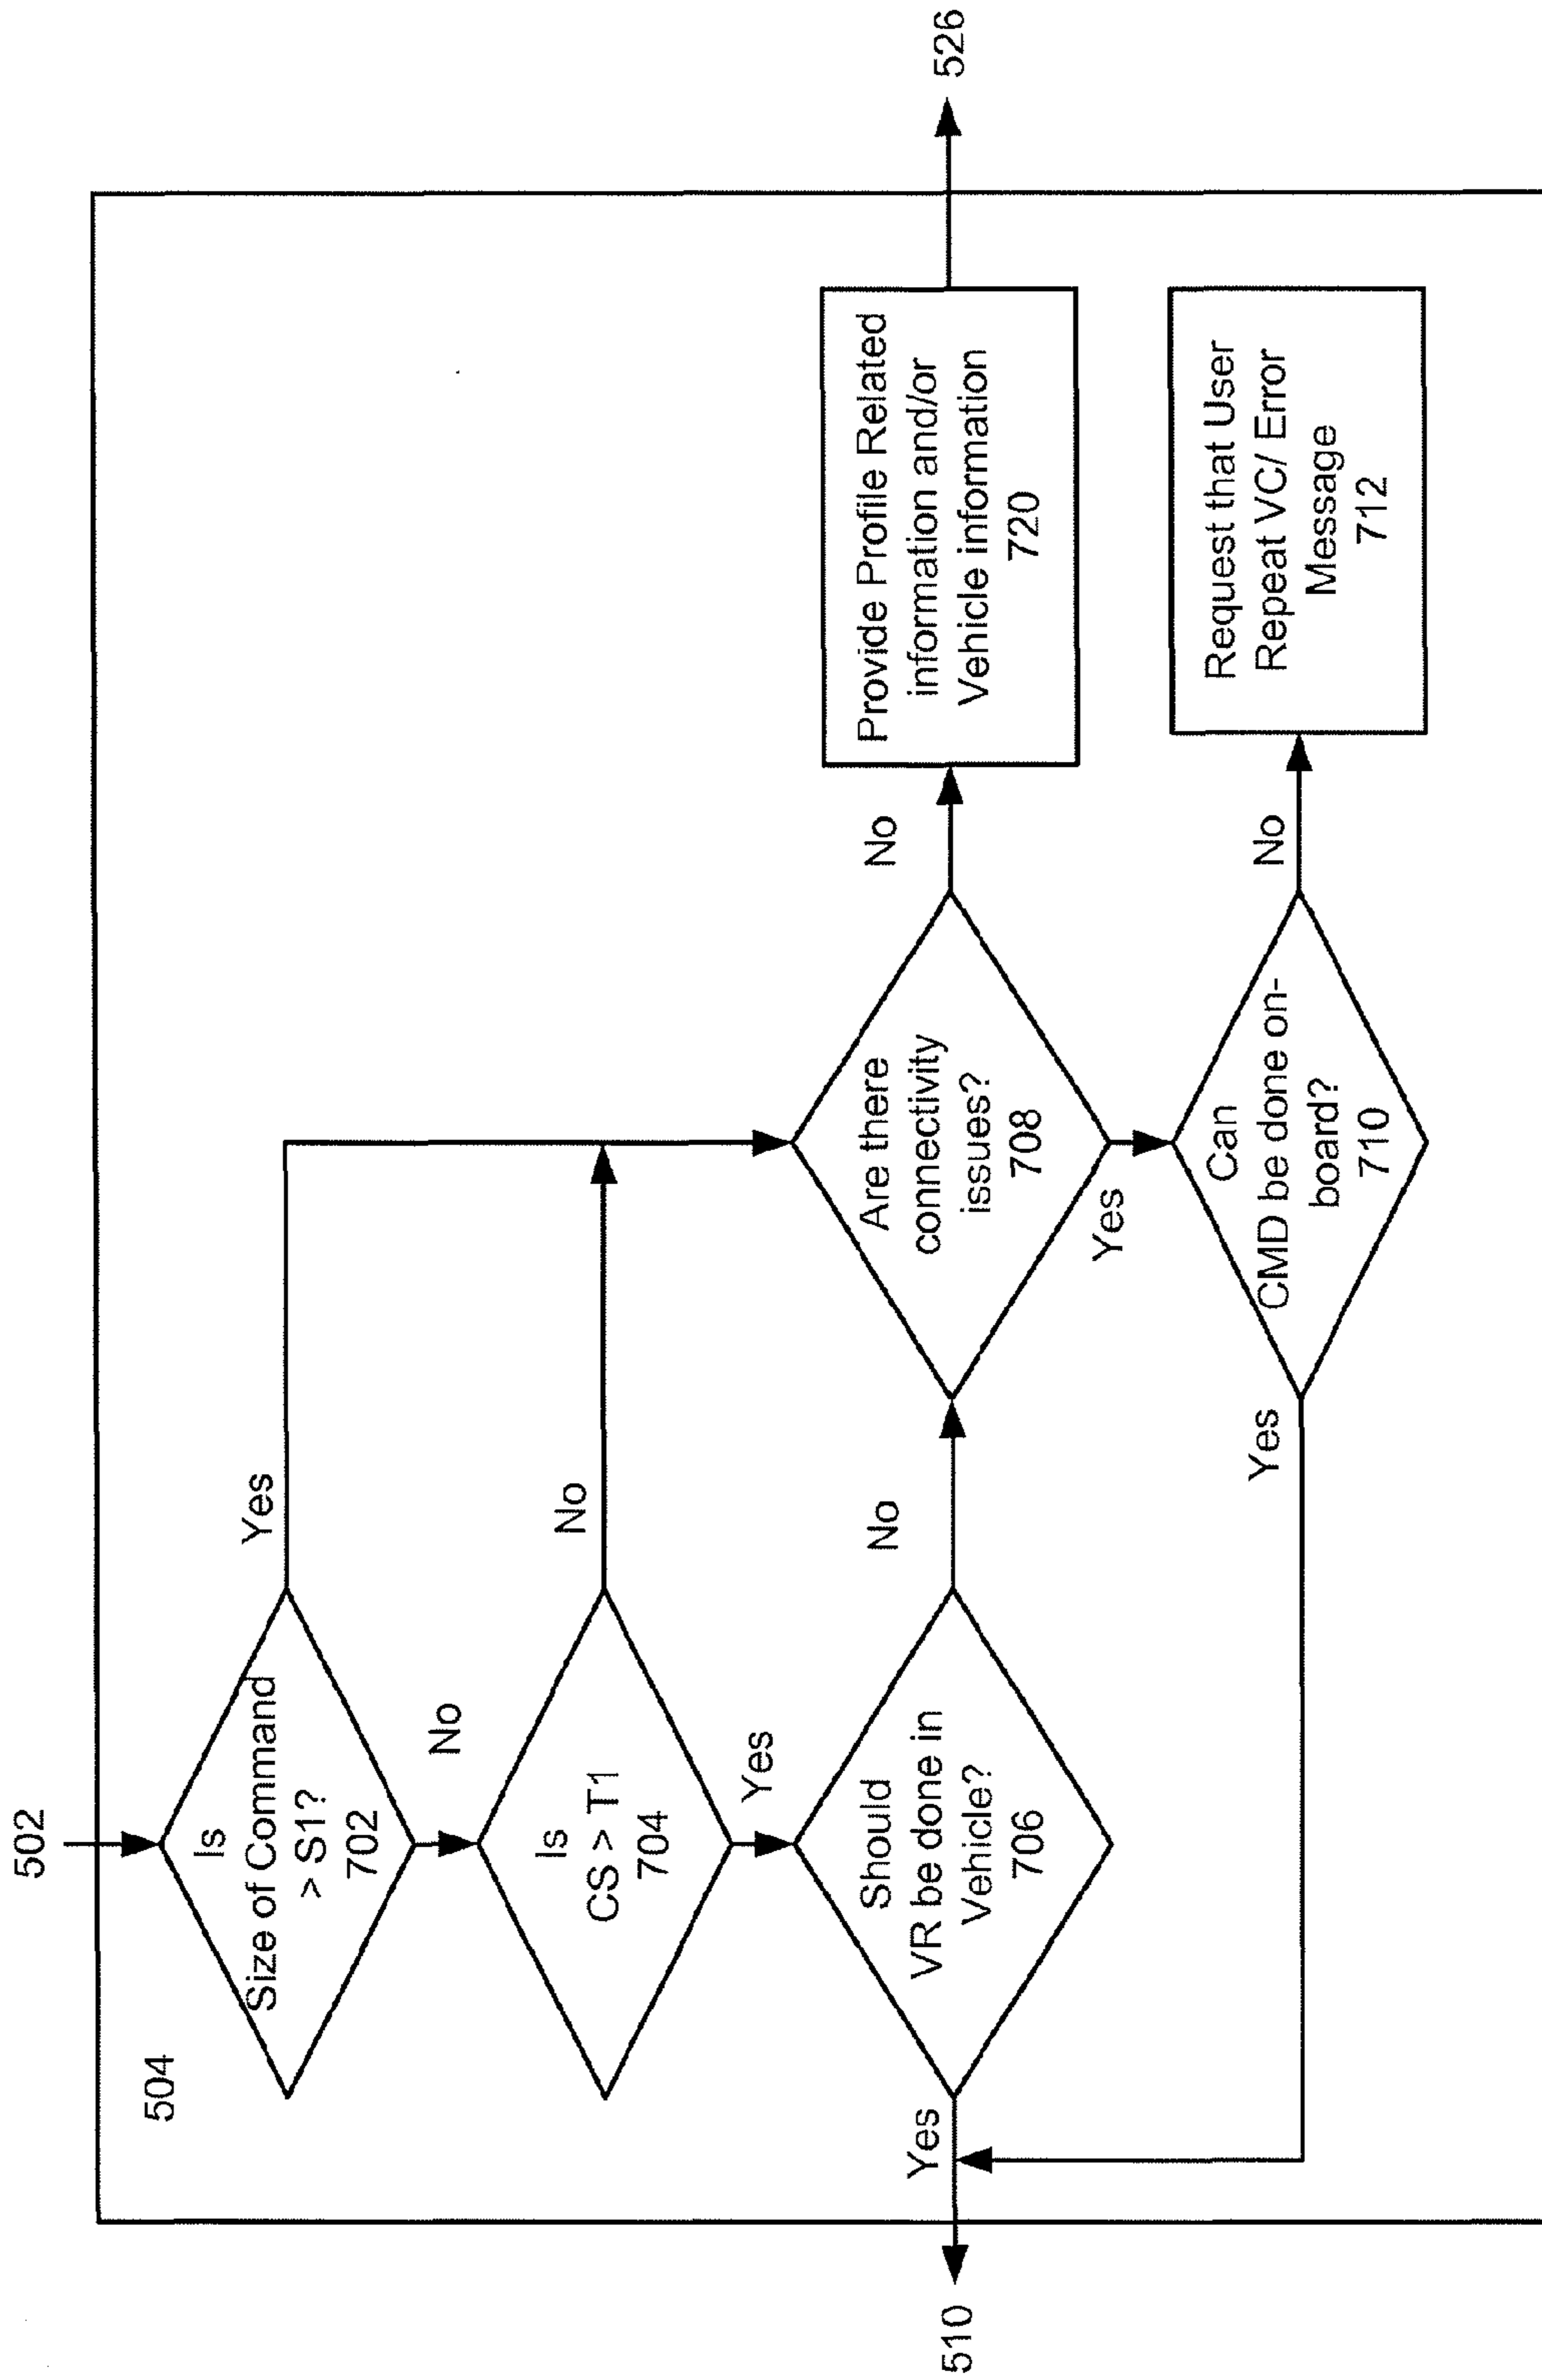 502
504
Is
Size of Command
> S1?
702
Yes
No
Is
CS > T1
704
No
Yes
Should
VR be done in
Vehicle?
706
Yes
510
No
Are there
connectivity
issues?
708
No
Provide Profile Related
information and/or
Vehicle information
720
526
Yes
Can
CMD be done on-
board?
710
Yes
No
Request that User
Repeat VC/ Error
Message
712